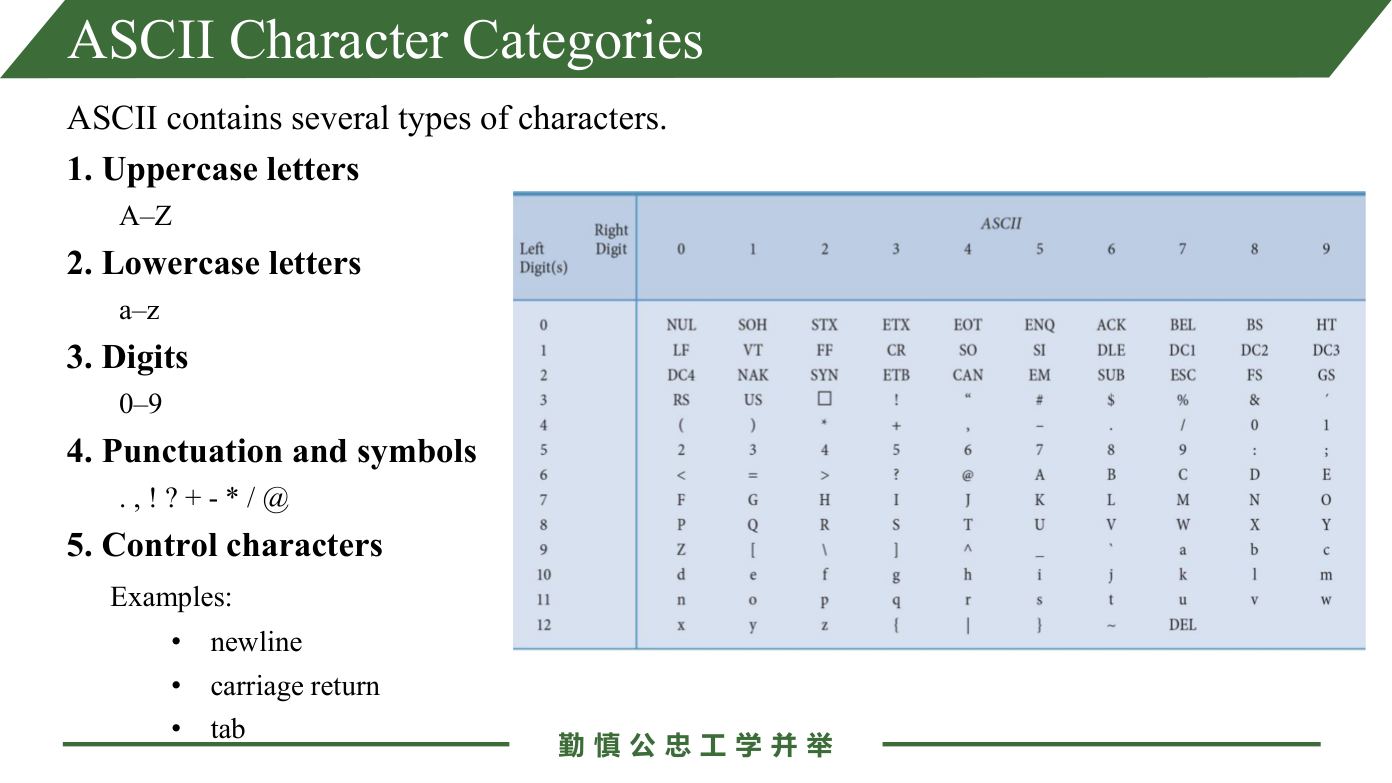 ASCII Character Categories
ASCII contains several types of characters.
1. Uppercase letters
A–Z
2. Lowercase letters
a–z
3. Digits
0–9
4. Punctuation and symbols
. , ! ? + - * / @
5. Control characters
Examples:
• newline
• carriage return
• tab
Right Digit
Left Digit(s)
ASCII
0 1 2 3 4 5 6 7 8 9
0 NUL SOH STX ETX EOT ENQ ACK BEL BS HT
1 LF VT FF CR SO SI DLE DC1 DC2 DC3
2 DC4 NAK SYN ETB CAN EM SUB ESC FS GS
3 RS US □ ! “ # $ % & ´
4 ( ) * + , – . / 0 1
5 2 3 4 5 6 7 8 9 : ;
6 < = > ? @ A B C D E
7 F G H I J K L M N O
8 P Q R S T U V W X Y
9 Z [ \ ] ^ _ ` a b c
10 d e f g h i j k l m
11 n o p q r s t u v w
12 x y z { | } ~ DEL
勤慎公忠工学并举